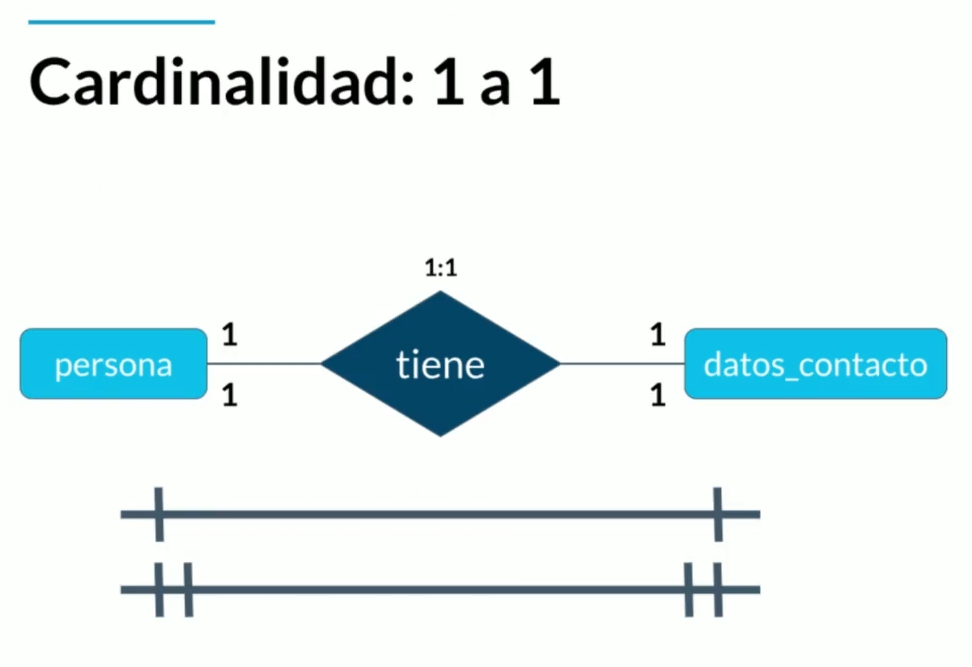 Cardinalidad: 1 a 1
1:1
1 1
persona tiene datos_contacto
1 1